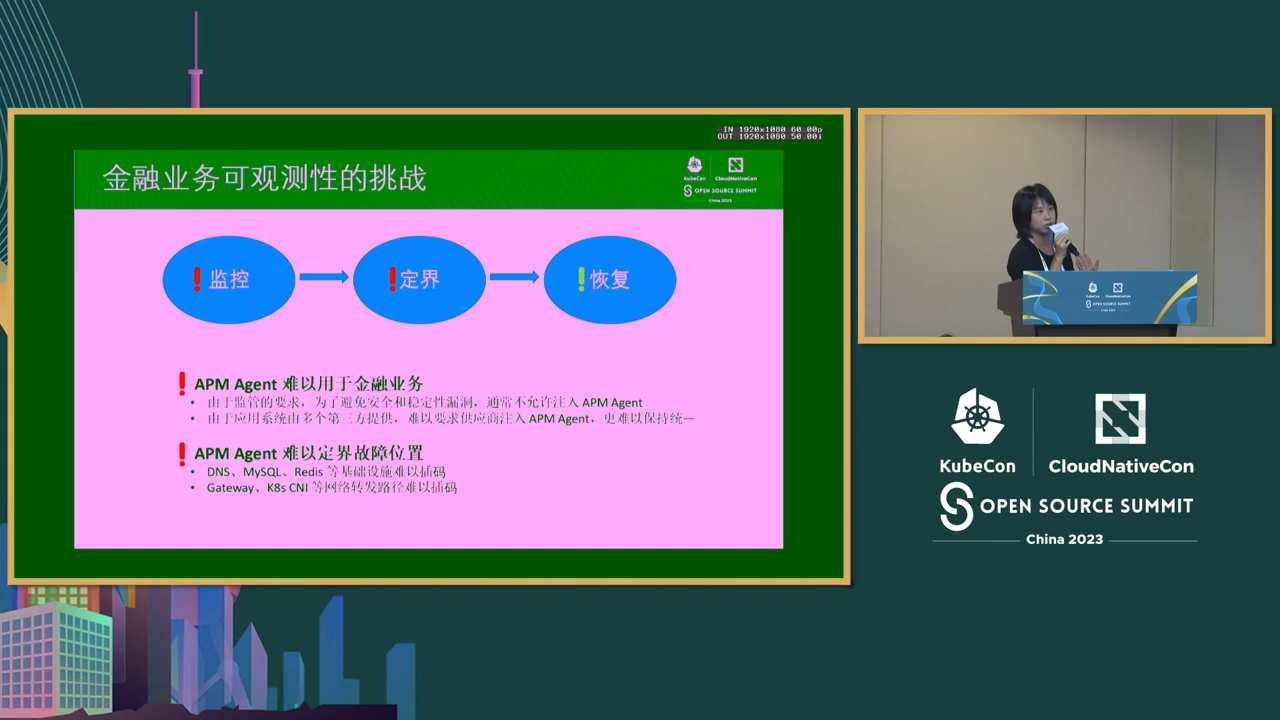 IN 1920x1080 60.00p
OUT 1920x1080 50.00i
金融业务可观测性的挑战
KubeCon
CloudNativeCon
OPEN SOURCE SUMMIT
China 2023
监控
定界
恢复
APM Agent 难以用于金融业务
• 由于监管的要求，为了避免安全和稳定性漏洞，通常不允许注入 APM Agent
• 由于应用系统由多个第三方提供，难以要求供应商注入 APM Agent，更难以保持统一
APM Agent 难以定界故障位置
• DNS、MySQL、Redis 等基础设施难以插码
• Gateway、K8s CNI 等网络转发路径难以插码
KubeCon
CloudNativeCon
OPEN SOURCE SUMMIT
KubeCon
CloudNativeCon
OPEN SOURCE SUMMIT
China 2023